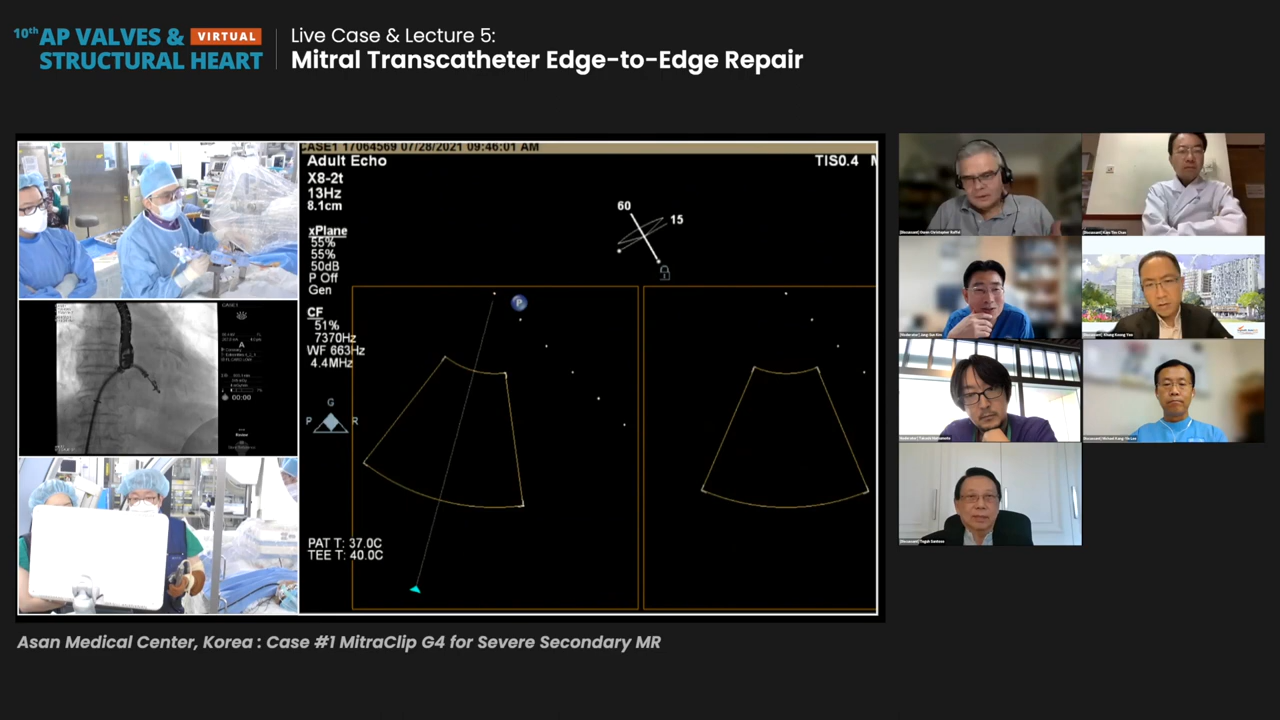 10th AP VALVES & VIRTUAL
STRUCTURAL HEART
Live Case & Lecture 5:
Mitral Transcatheter Edge-to-Edge Repair
CASE1 17064569 07/28/2021 09:46:01 AM
Adult Echo
TIS0.4 M
X8-2t
13Hz
8.1cm
60
15
xPlane
55%
55%
50dB
P Off
Gen
P
CF
51%
7370Hz
WF 663Hz
4.4MHz
G
P R
PAT T: 37.0C
TEE T: 40.0C
A
00:00
Asan Medical Center, Korea : Case #1 MitraClip G4 for Severe Secondary MR